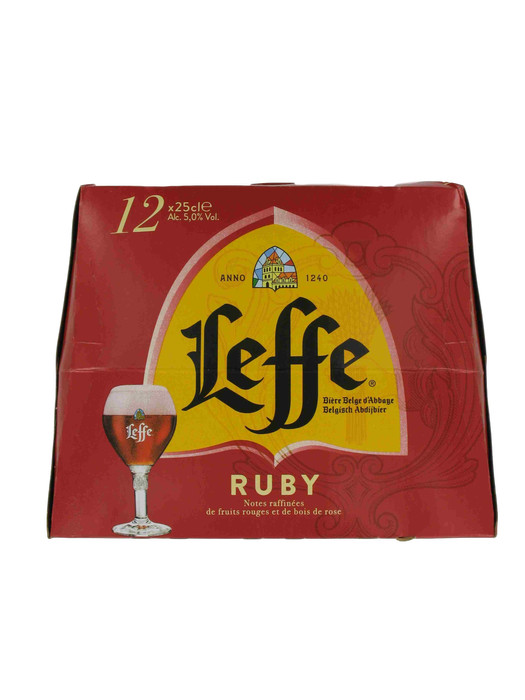 12 x25cl℮
Alc. 5,0% Vol.
ANNO 1240
Leffe®
Bière Belge d'Abbaye
Belgisch Abdijbier
Leffe
RUBY
Notes raffinées
de fruits rouges et de bois de rose